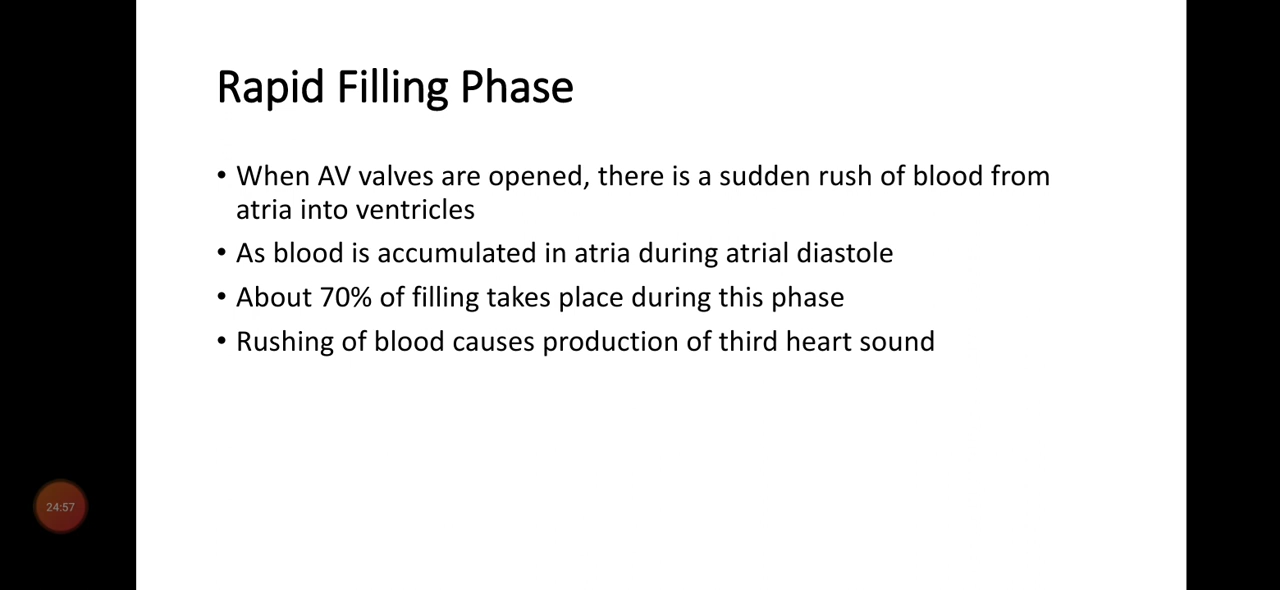 Rapid Filling Phase
• When AV valves are opened, there is a sudden rush of blood from
atria into ventricles
• As blood is accumulated in atria during atrial diastole
• About 70% of filling takes place during this phase
• Rushing of blood causes production of third heart sound
24:57